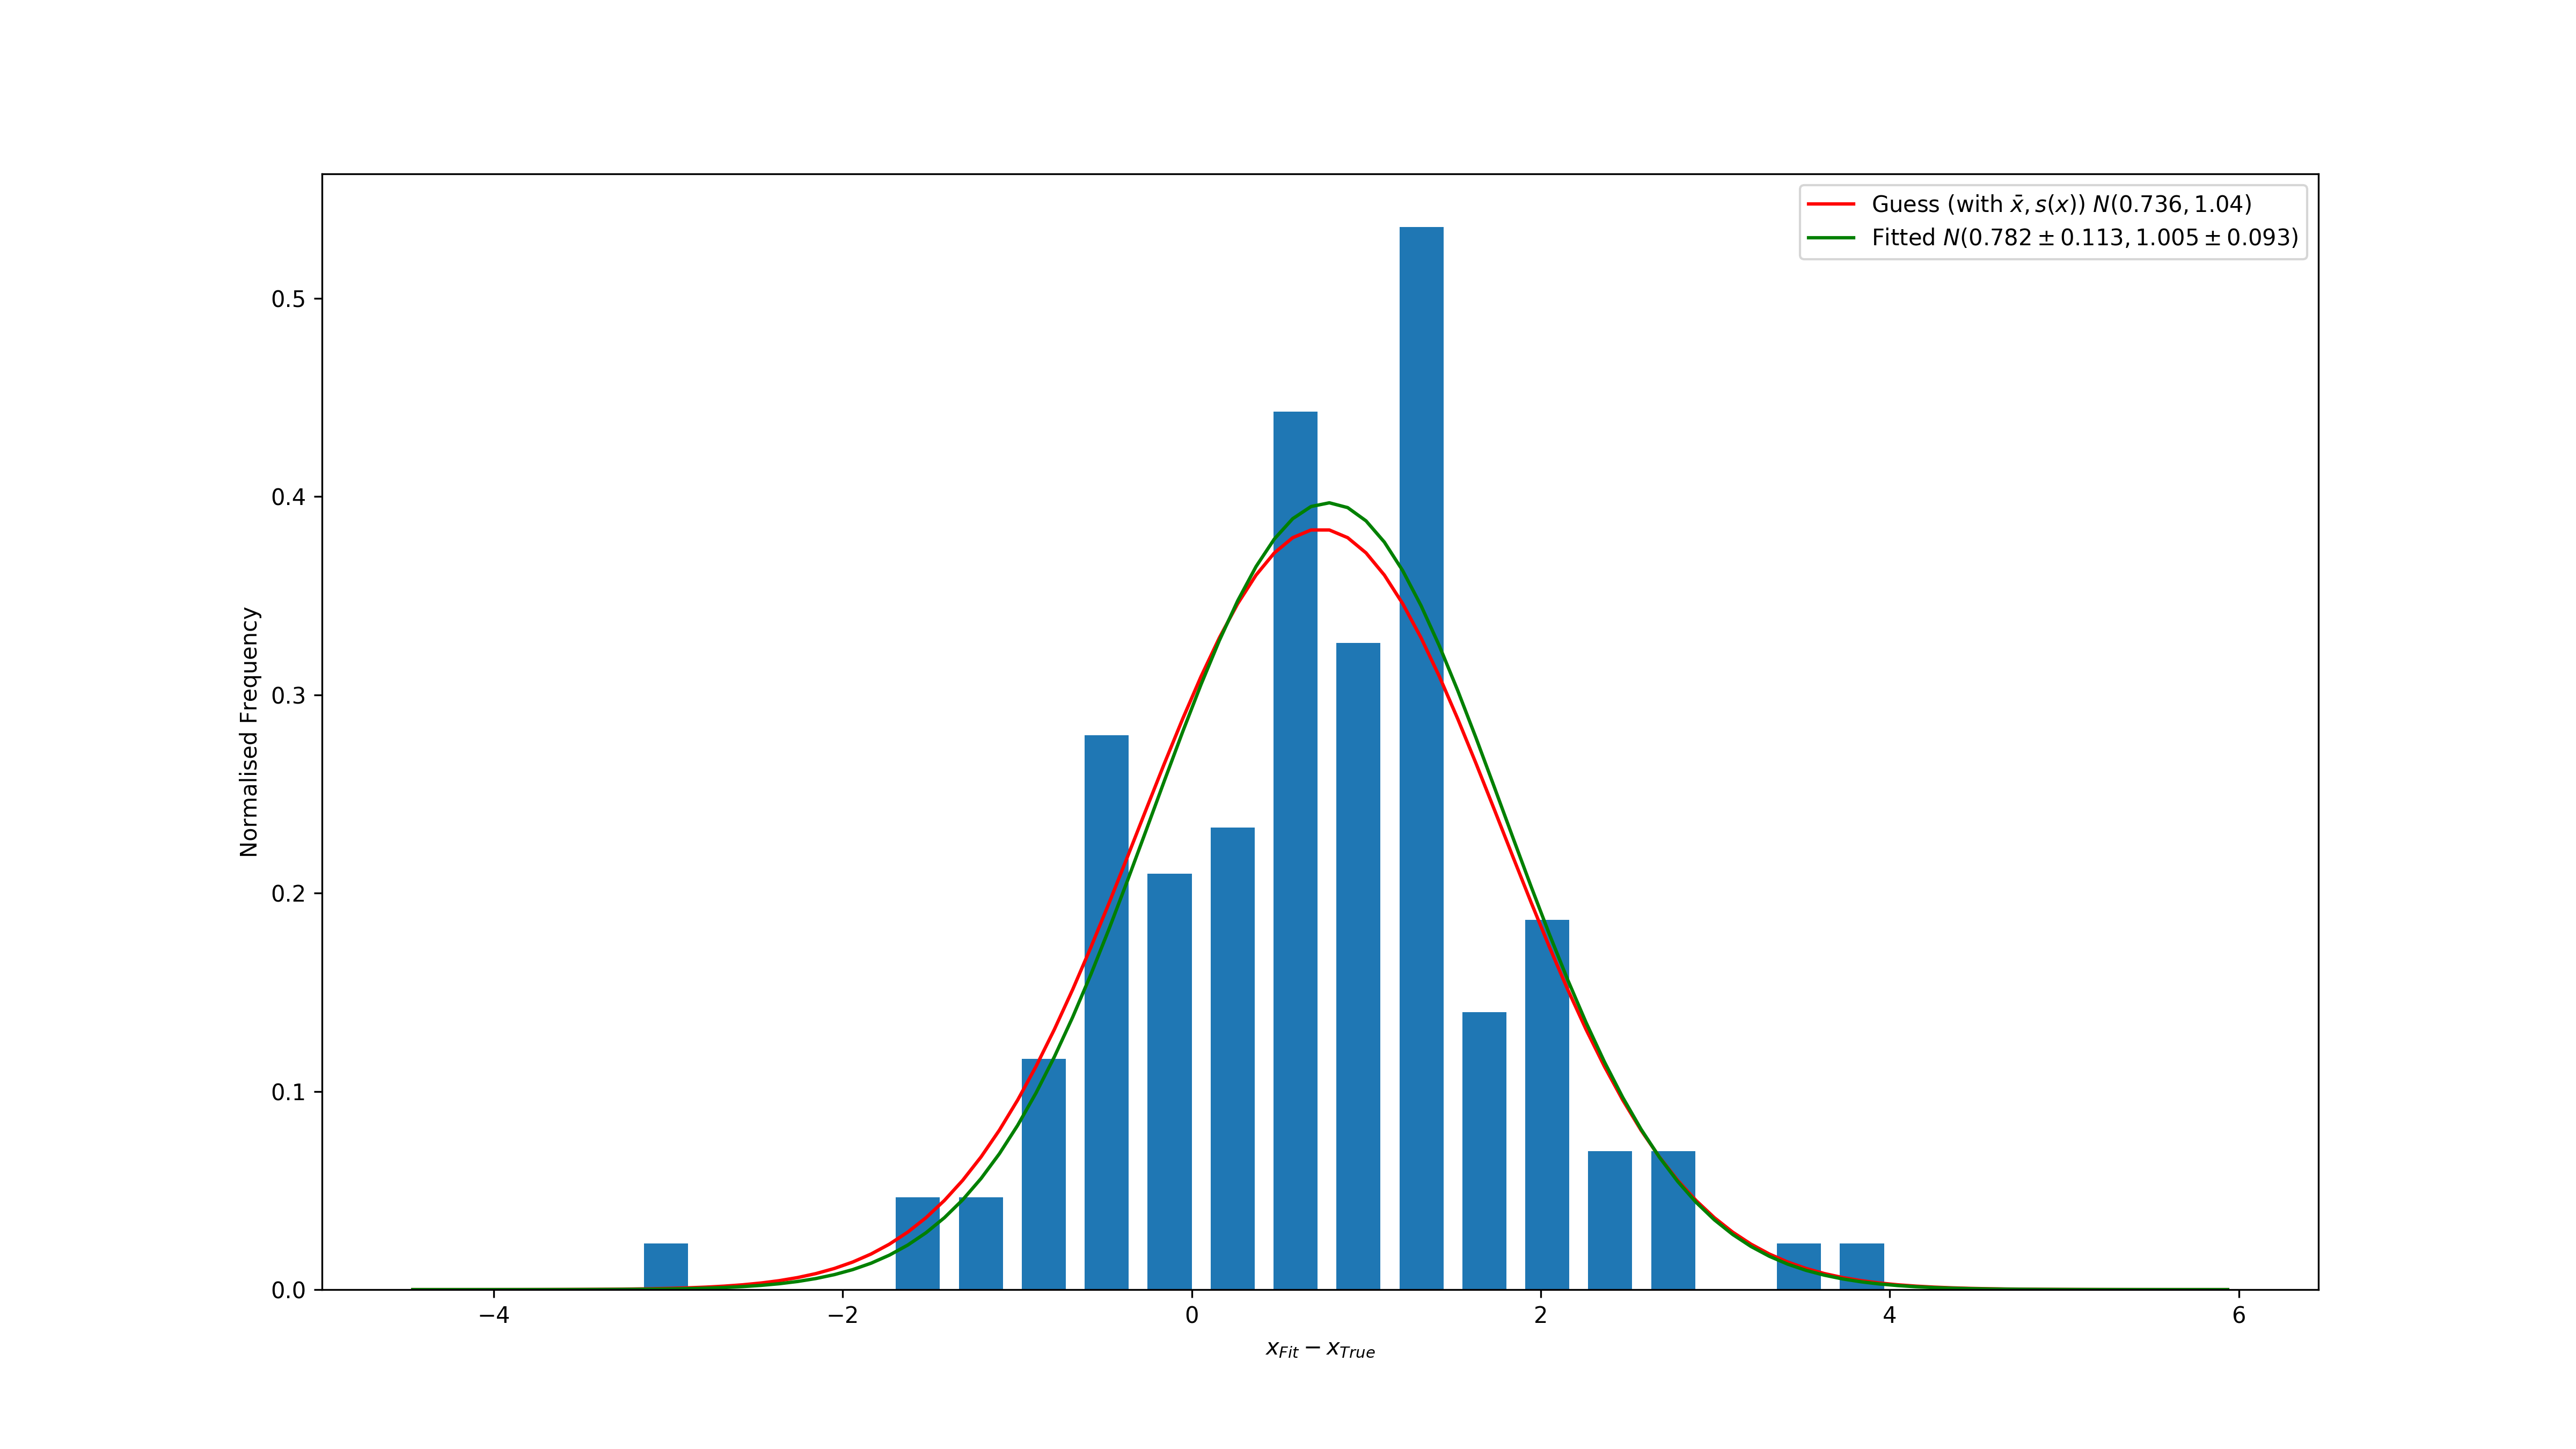 Guess (with x̄, s(x)) N(0.736, 1.04)
Fitted N(0.782 ± 0.113, 1.005 ± 0.093)
Normalised Frequency
0.5
0.4
0.3
0.2
0.1
0.0
−4 −2 0 2 4 6
x_Fit − x_True